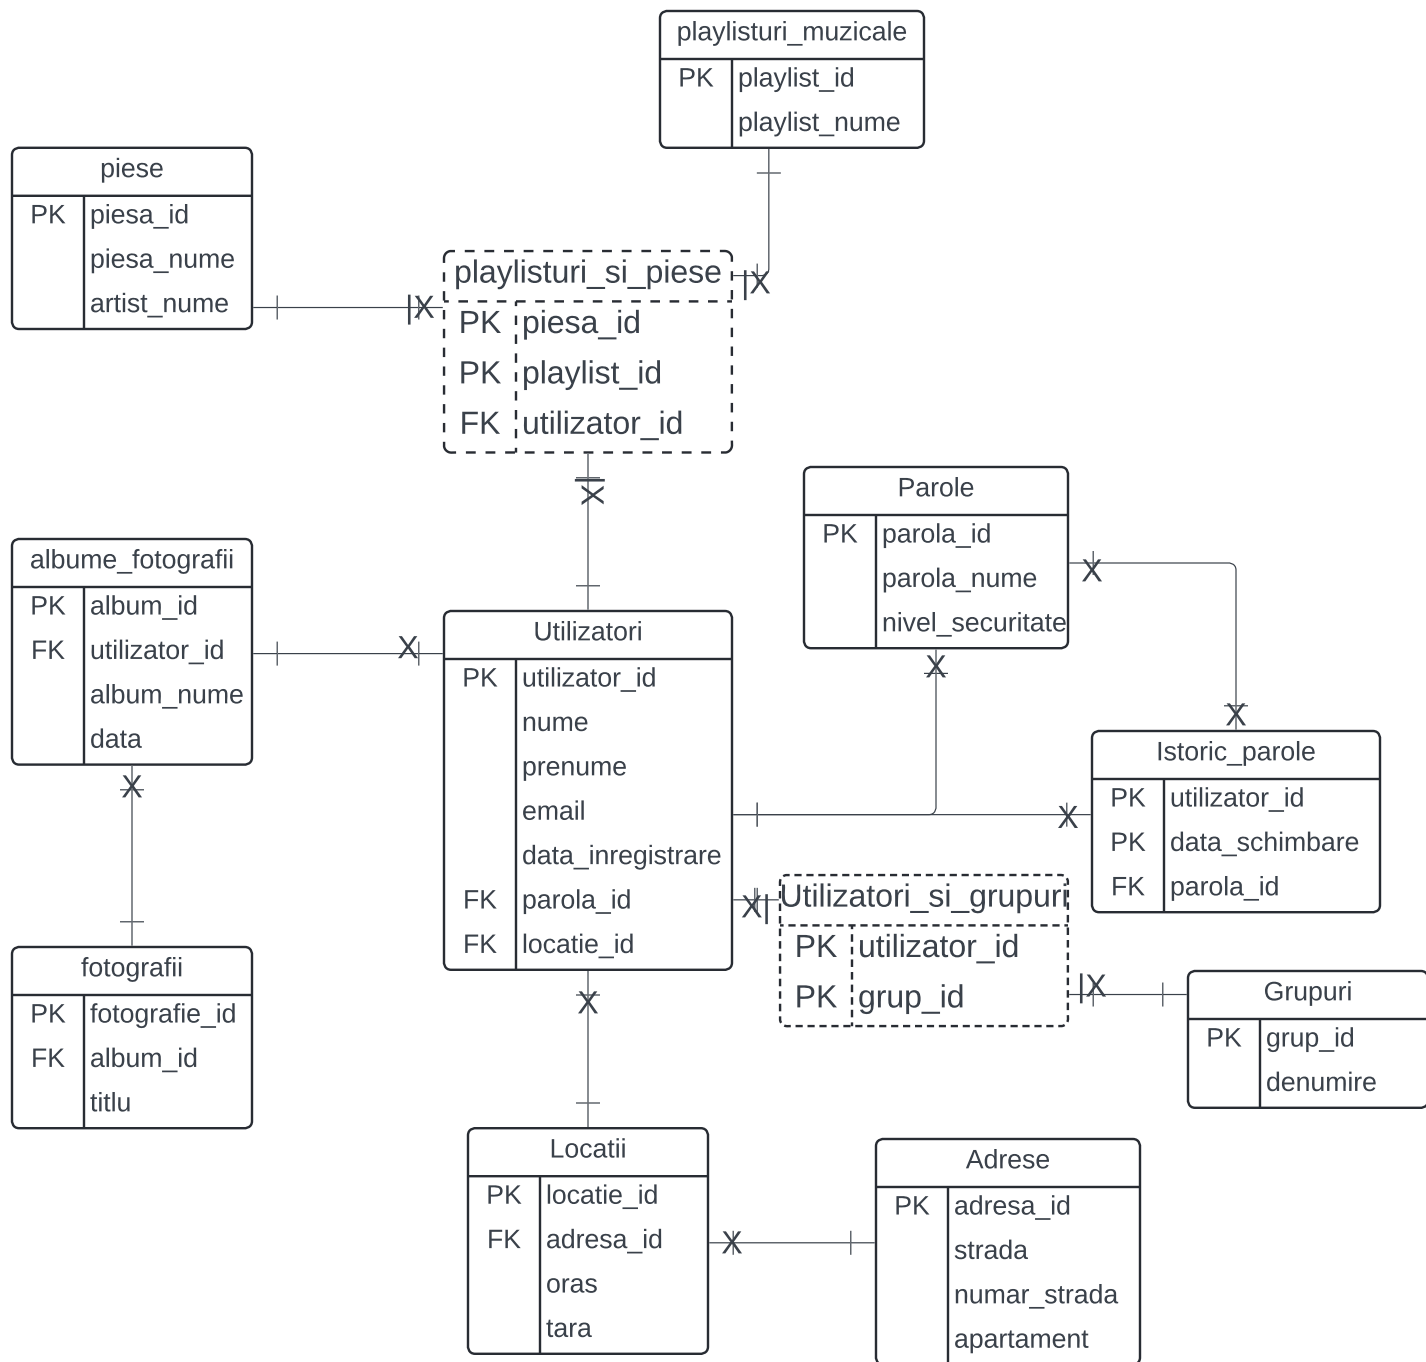 playlisturi_muzicale
PK playlist_id
playlist_nume
piese
PK piesa_id
piesa_nume
artist_nume
playlisturi_si_piese
PK piesa_id
PK playlist_id
FK utilizator_id
Parole
PK parola_id
parola_nume
nivel_securitate
albume_fotografii
PK album_id
FK utilizator_id
album_nume
data
Utilizatori
PK utilizator_id
nume
prenume
email
data_inregistrare
FK parola_id
FK locatie_id
Istoric_parole
PK utilizator_id
PK data_schimbare
FK parola_id
Utilizatori_si_grupuri
PK utilizator_id
PK grup_id
fotografii
PK fotografie_id
FK album_id
titlu
Grupuri
PK grup_id
denumire
Locatii
PK locatie_id
FK adresa_id
oras
tara
Adrese
PK adresa_id
strada
numar_strada
apartament
X
X
X
X
X
X
X
X
X
X
X
X
X